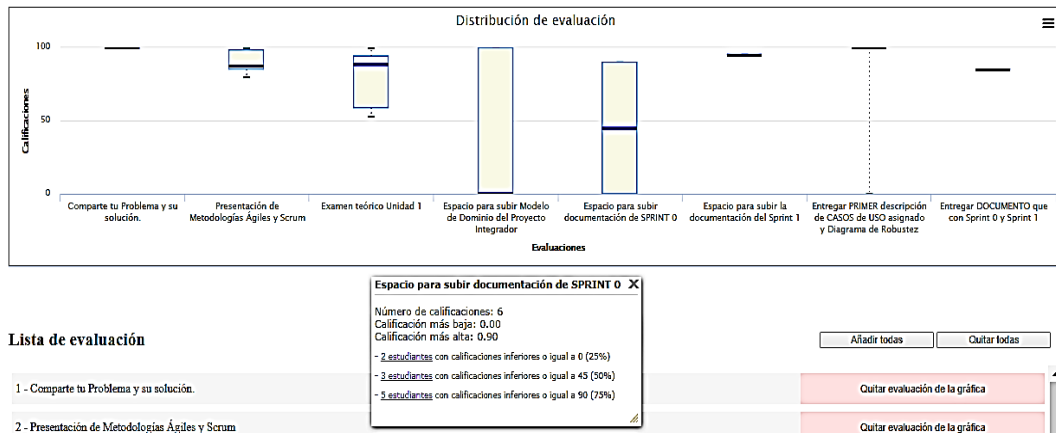 Distribución de evaluación
100
50
0
Calificaciones
Comparte tu Problema y su
solución.
Presentación de
Metodologías Ágiles y Scrum
Examen teórico Unidad 1
Espacio para subir Modelo
de Dominio del Proyecto
Integrador
Espacio para subir
documentación de SPRINT 0
Espacio para subir la
documentación del Sprint 1
Entregar PRIMER descripción
de CASOS de USO asignado
y Diagrama de Robustez
Entregar DOCUMENTO que
con Sprint 0 y Sprint 1
Evaluaciones
Espacio para subir documentación de SPRINT 0 X
Número de calificaciones: 6
Calificación más baja: 0.00
Calificación más alta: 0.90
- 2 estudiantes con calificaciones inferiores o igual a 0 (25%)
- 3 estudiantes con calificaciones inferiores o igual a 45 (50%)
- 5 estudiantes con calificaciones inferiores o igual a 90 (75%)
Lista de evaluación
Añadir todas
Quitar todas
1 - Comparte tu Problema y su solución.
Quitar evaluación de la gráfica
2 - Presentación de Metodologías Ágiles y Scrum
Quitar evaluación de la gráfica